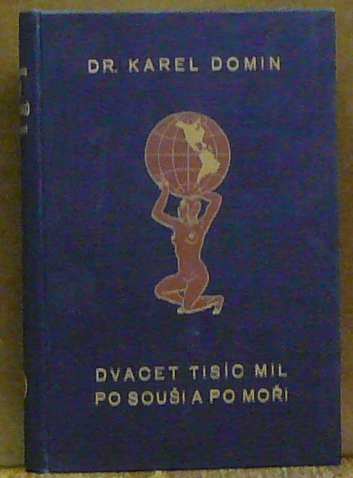 DR. KAREL DOMIN
DVACET TISÍC MIL
PO SOUŠI A PO MOŘI